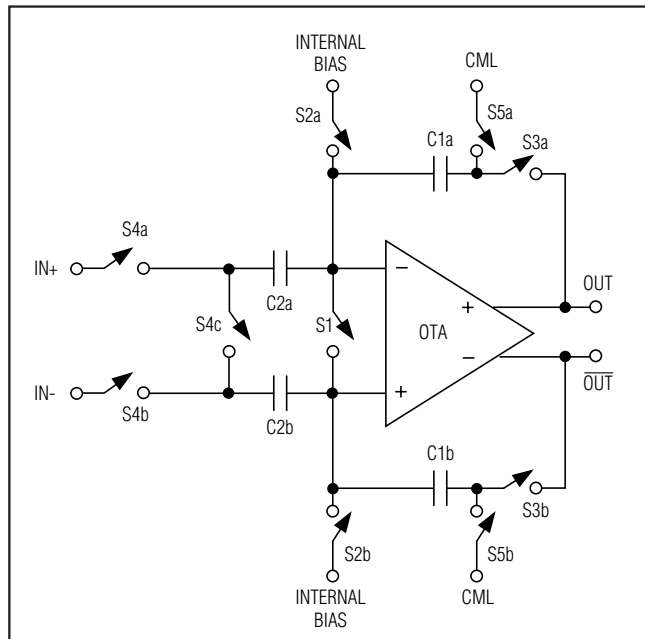 INTERNAL
BIAS
CML
S2a
S5a
C1a
S3a
S4a
IN+
C2a
S4c
S1
−
+
OTA
OUT
−
+
OUT
IN-
S4b
C2b
C1b
S3b
S2b
S5b
INTERNAL
BIAS
CML